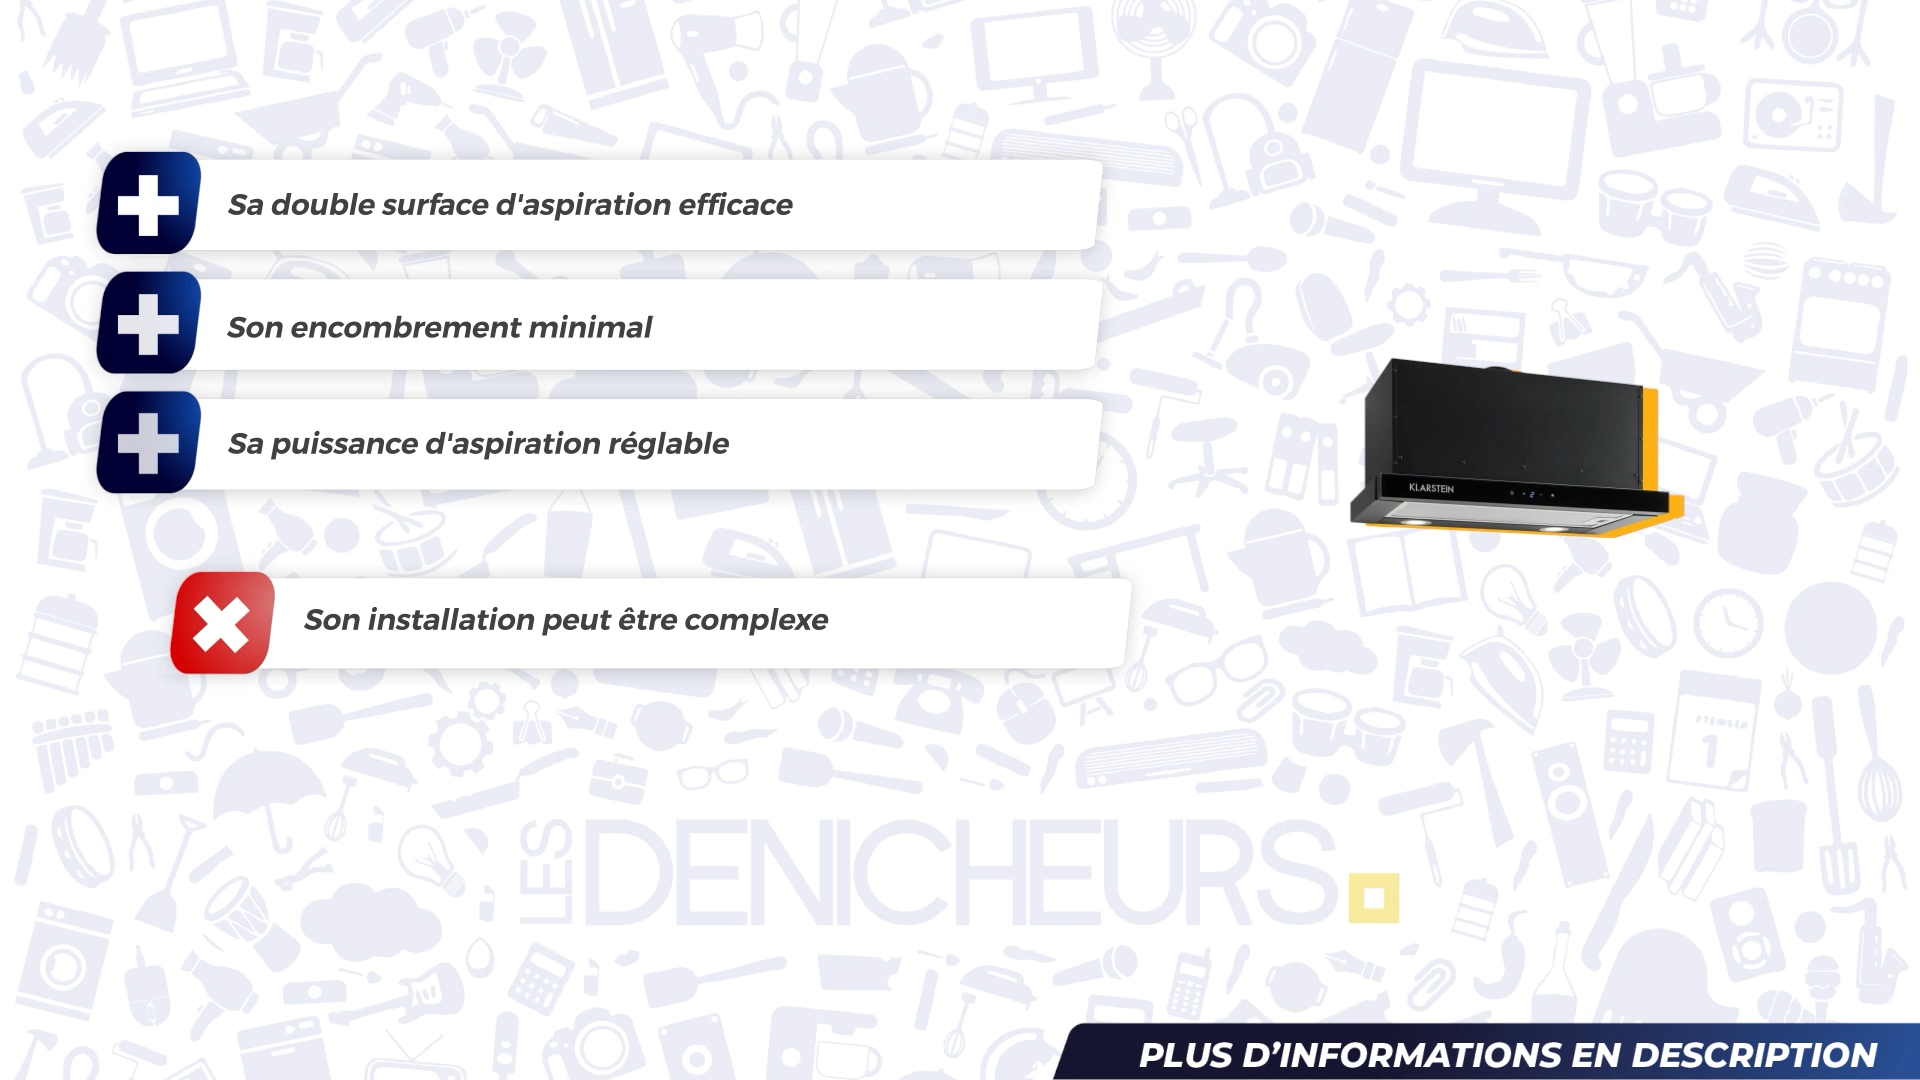 Sa double surface d'aspiration efficace
Son encombrement minimal
Sa puissance d'aspiration réglable
KLARSTEIN
Son installation peut être complexe
1
LES DENICHEURS
PLUS D’INFORMATIONS EN DESCRIPTION